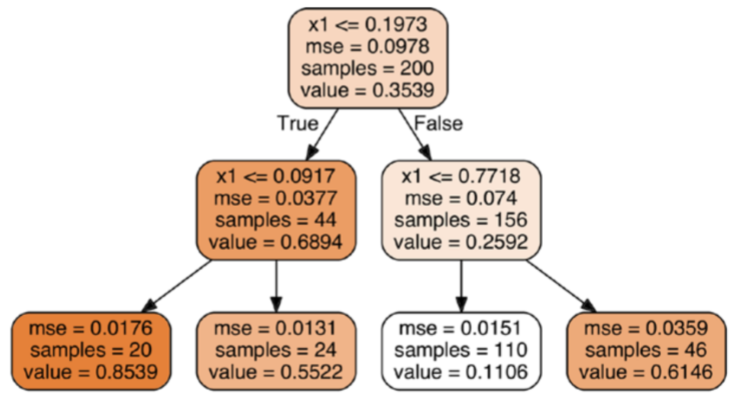 x1 <= 0.1973
mse = 0.0978
samples = 200
value = 0.3539
True
False
x1 <= 0.0917
mse = 0.0377
samples = 44
value = 0.6894
x1 <= 0.7718
mse = 0.074
samples = 156
value = 0.2592
mse = 0.0176
samples = 20
value = 0.8539
mse = 0.0131
samples = 24
value = 0.5522
mse = 0.0151
samples = 110
value = 0.1106
mse = 0.0359
samples = 46
value = 0.6146